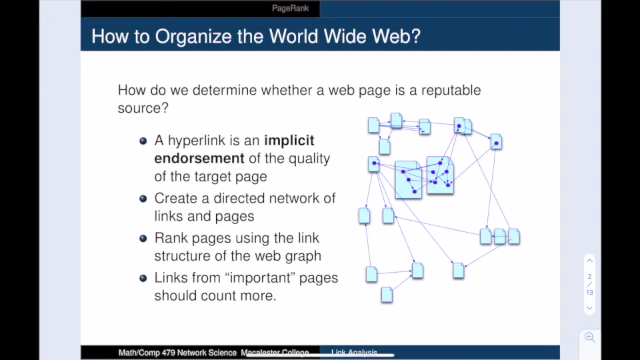 PageRank
How to Organize the World Wide Web?
How do we determine whether a web page is a reputable
source?
A hyperlink is an implicit
endorsement of the quality
of the target page
Create a directed network of
links and pages
Rank pages using the link
structure of the web graph
Links from “important” pages
should count more.
2
/
13
Math/Comp 479 Network Science Macalester College
Link Analysis